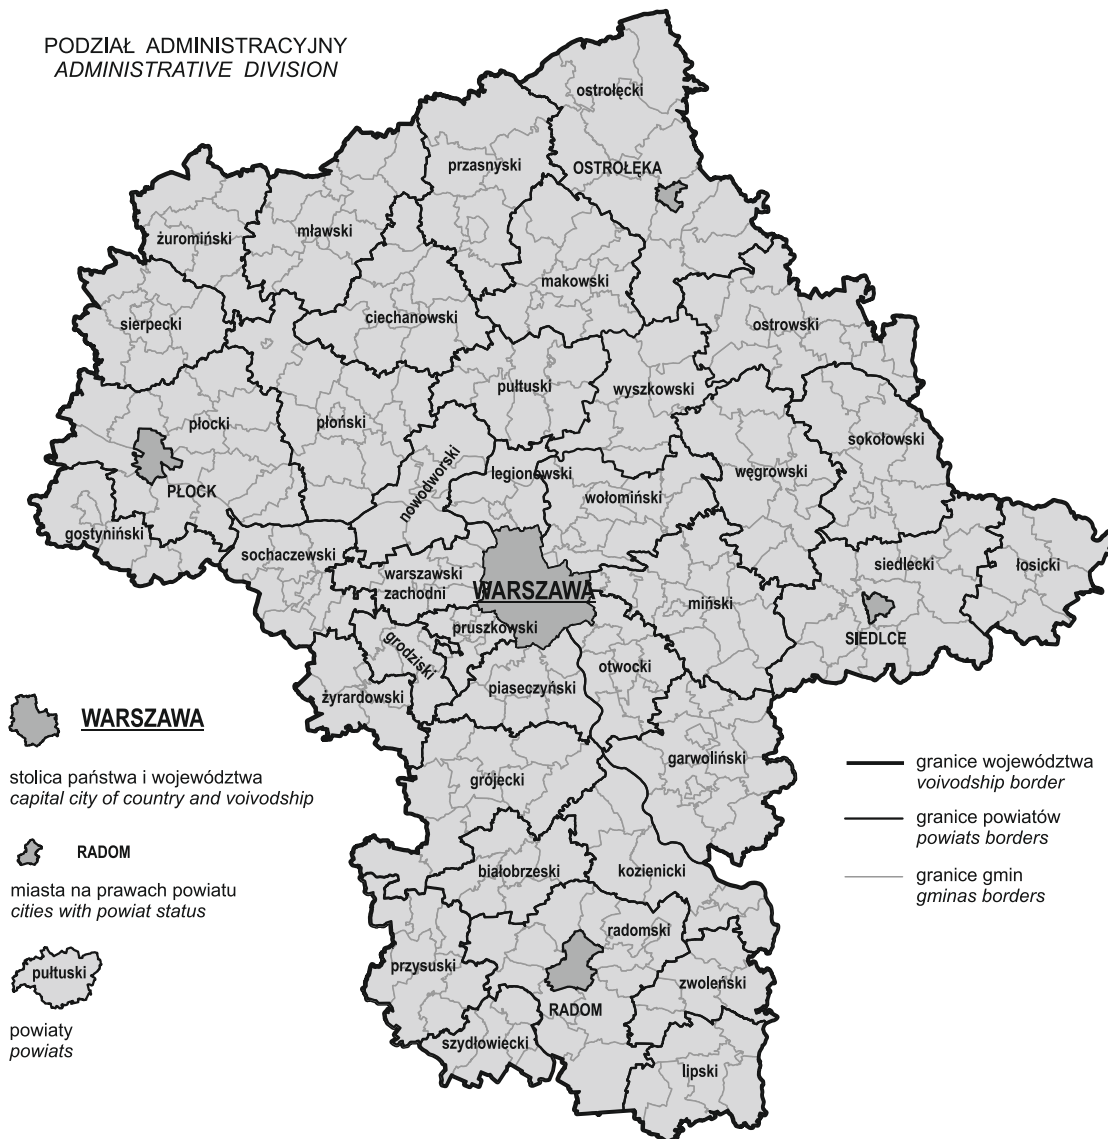 PODZIAŁ ADMINISTRACYJNY
ADMINISTRATIVE DIVISION
ostrołęcki
przasnyski
OSTROŁĘKA
żuromiński
mławski
makowski
sierpecki
ciechanowski
ostrowski
pułtuski
wyszkowski
płocki
płoński
sokołowski
nowodworski
legionowski
węgrowski
PŁOCK
wołomiński
gostyniński
sochaczewski
warszawski
zachodni
WARSZAWA
siedlecki
łosicki
miński
SIEDLCE
pruszkowski
grodziski
otwocki
żyrardowski
piaseczyński
garwoliński
grójecki
białobrzeski
kozienicki
radomski
przysuski
zwoleński
RADOM
szydłowiecki
lipski
WARSZAWA
stolica państwa i województwa
capital city of country and voivodship
RADOM
miasta na prawach powiatu
cities with powiat status
pułtuski
powiaty
powiats
granice województwa
voivodship border
granice powiatów
powiats borders
granice gmin
gminas borders